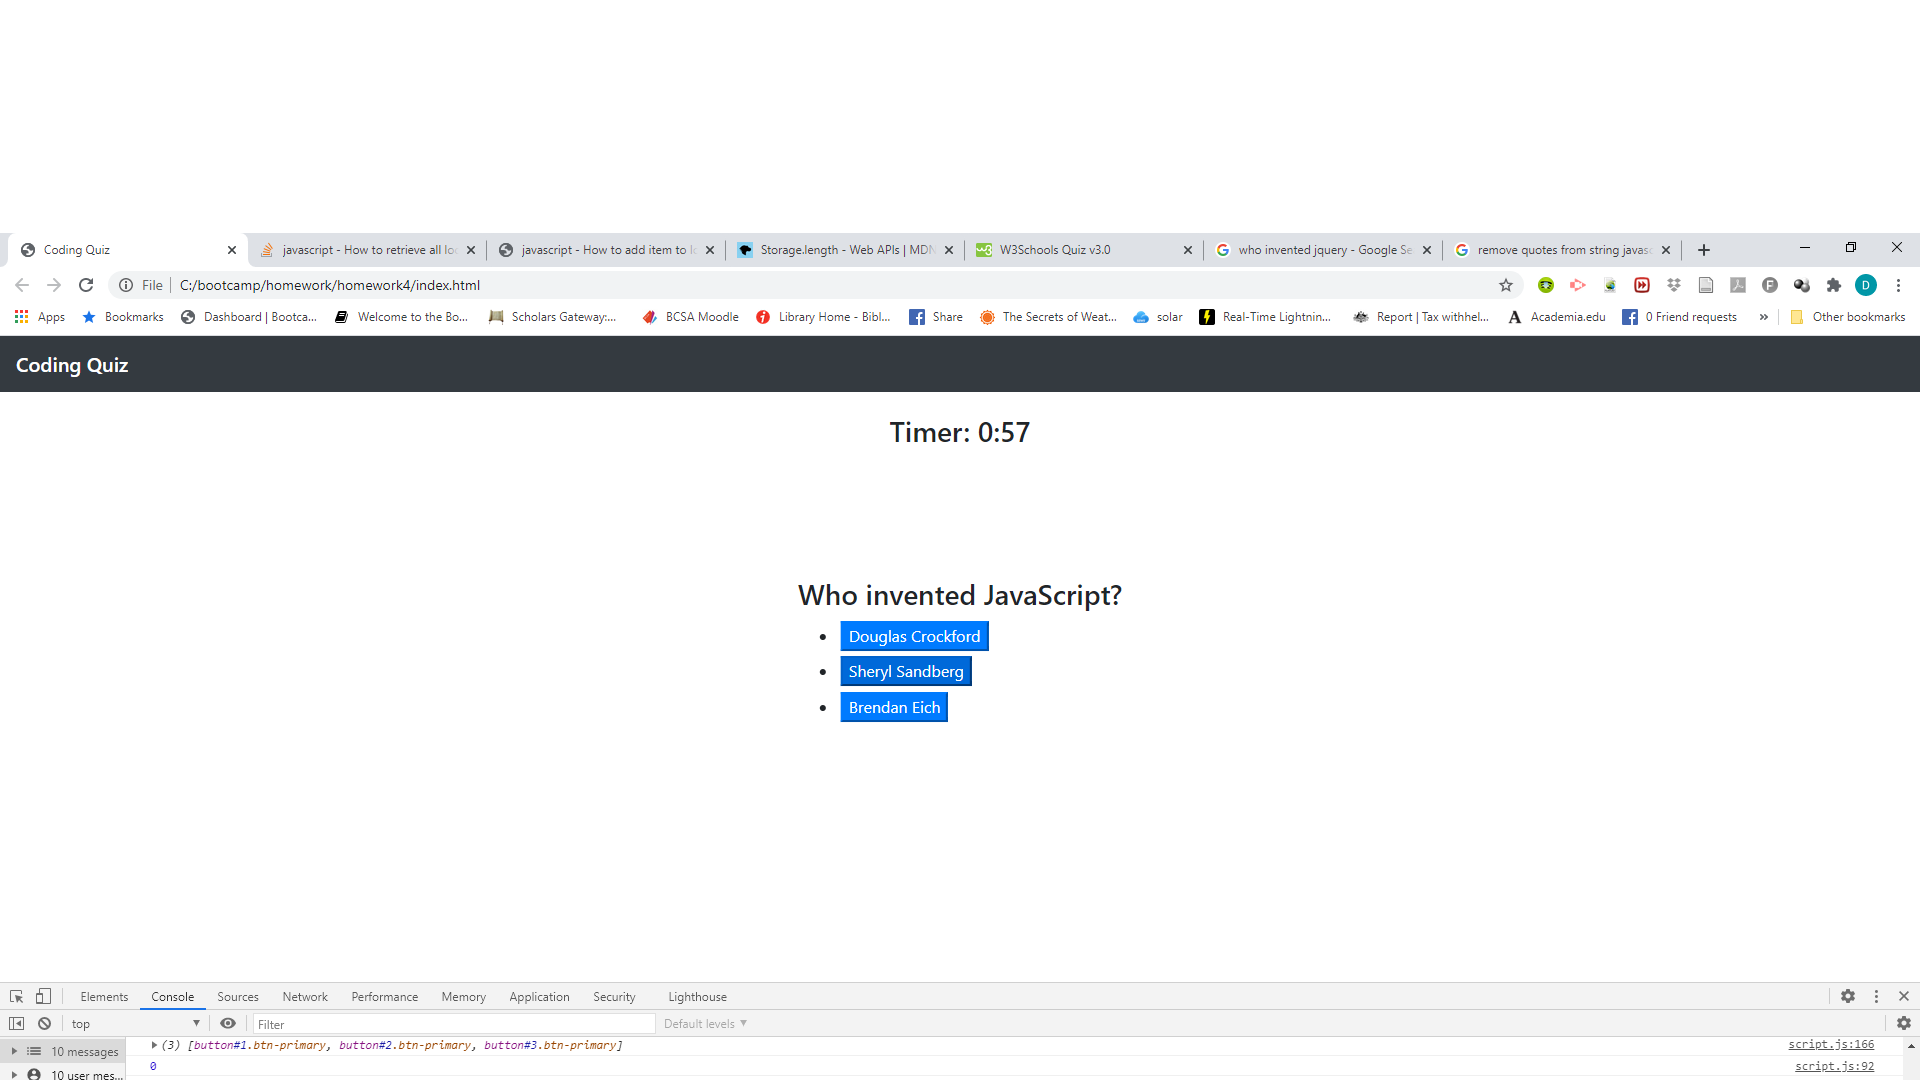 Coding Quiz
javascript - How to retrieve all loc
javascript - How to add item to lo
Storage.length - Web APIs | MDN
W3Schools Quiz v3.0
who invented jquery - Google Se
remove quotes from string javasc
File C:/bootcamp/homework/homework4/index.html
D
Apps
Bookmarks
Dashboard | Bootca...
Welcome to the Bo...
Scholars Gateway:...
BCSA Moodle
Library Home - Bibl...
Share
The Secrets of Weat...
solar
Real-Time Lightnin...
Report | Tax withhel...
Academia.edu
0 Friend requests
»
Other bookmarks
Coding Quiz
Timer: 0:57
Who invented JavaScript?
Douglas Crockford
Sheryl Sandberg
Brendan Eich
Elements Console Sources Network Performance Memory Application Security Lighthouse
top Filter Default levels
10 messages
(3) [button#1.btn-primary, button#2.btn-primary, button#3.btn-primary] script.js:166
10 user mes...
0 script.js:92